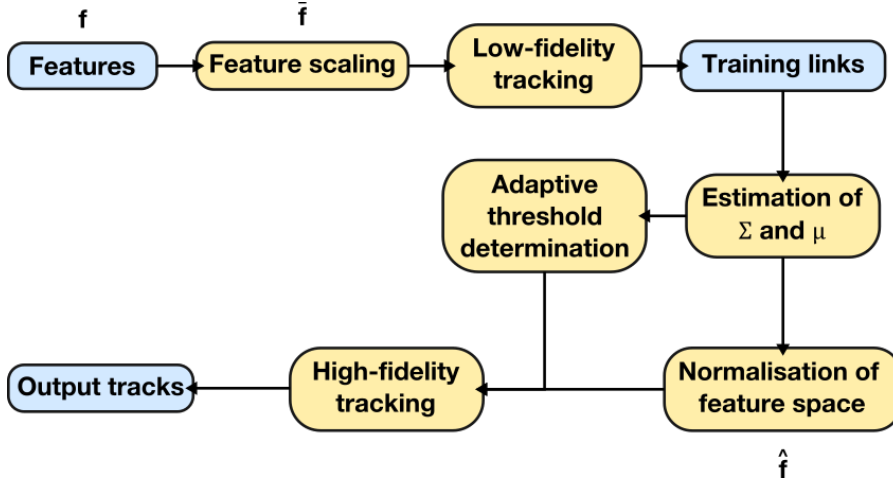 f
f̄
Features
Feature scaling
Low-fidelity
tracking
Training links
Adaptive
threshold
determination
Estimation of
Σ and μ
Output tracks
High-fidelity
tracking
Normalisation of
feature space
f̂